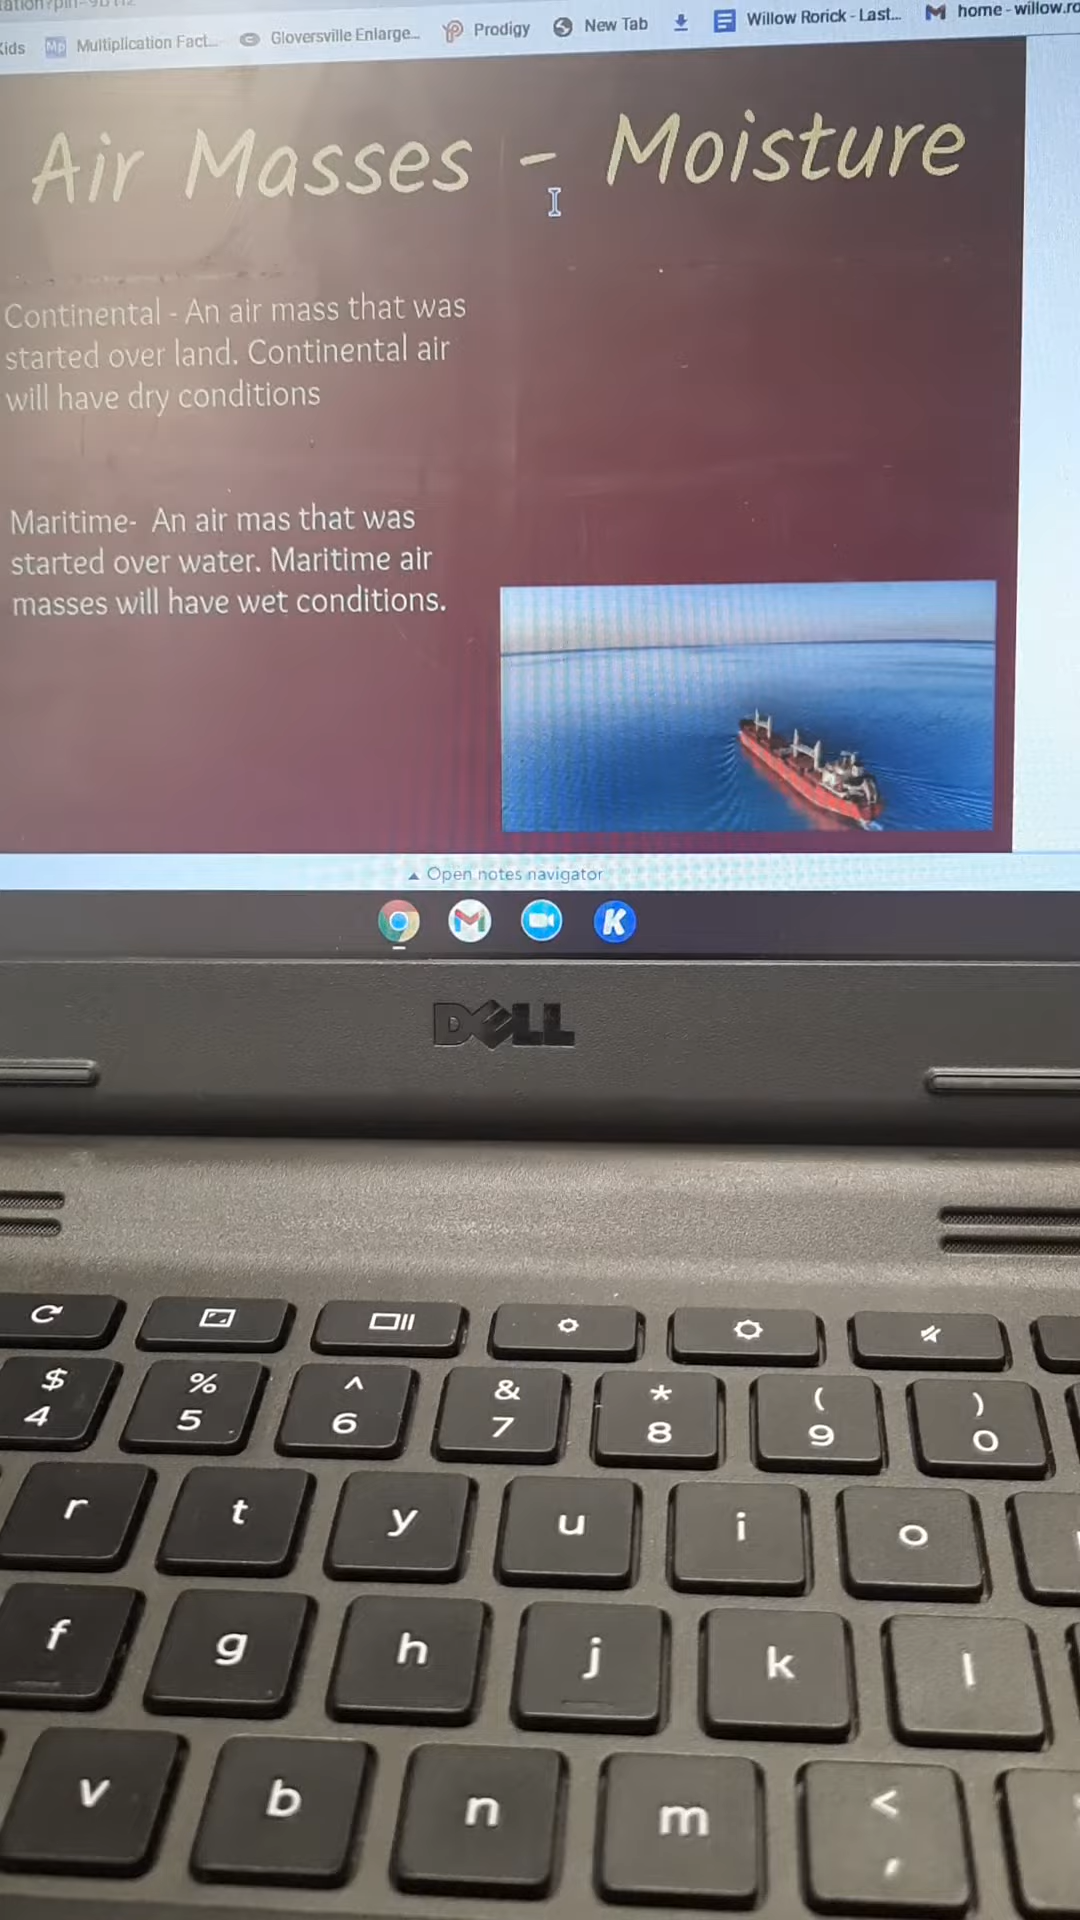 Kids Multiplication Fact... Gloversville Enlarge... Prodigy New Tab Willow Rorick - Last... home - willow.ro
Mp
Air Masses - Moisture
Continental - An air mass that was
started over land. Continental air
will have dry conditions
Maritime- An air mas that was
started over water. Maritime air
masses will have wet conditions.
Open notes navigator
K
DELL
$ % ^ & * ( )
4 5 6 7 8 9 0
r t y u i o
f g h j k l
v b n m <
,